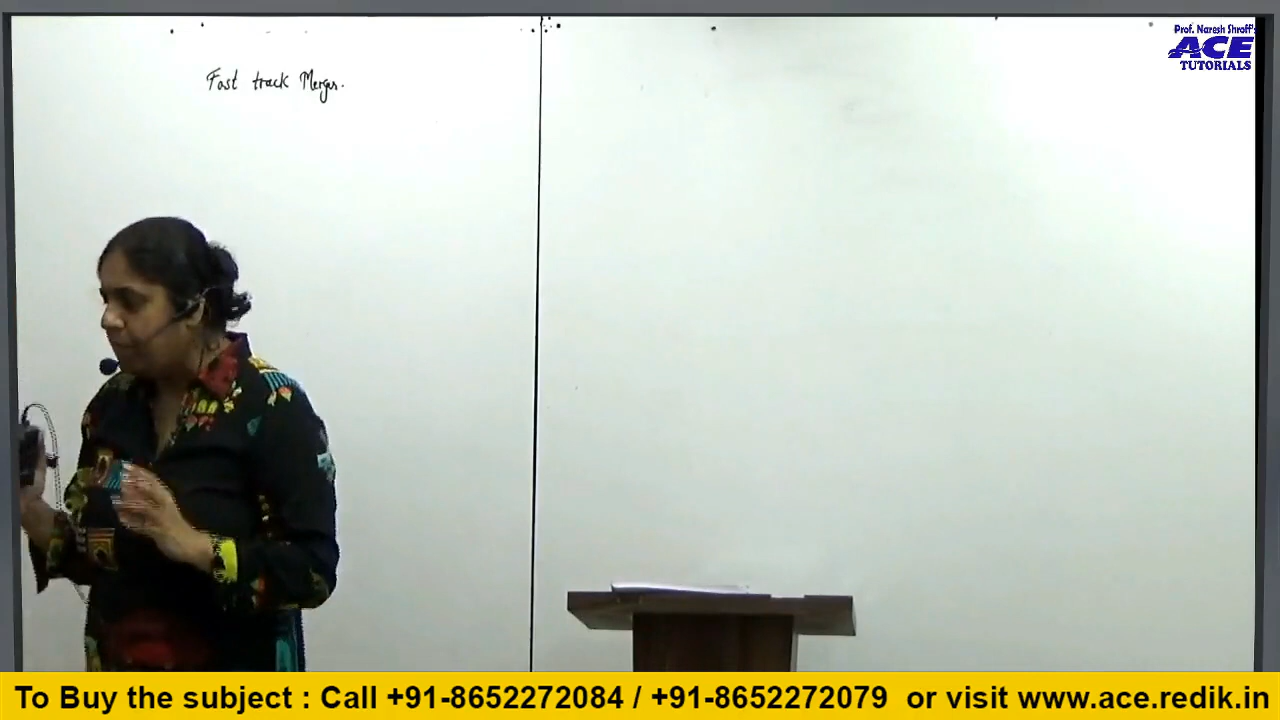 Prof. Naresh Shroff's
ACE
TUTORIALS
Fast track Merger.
To Buy the subject : Call +91-8652272084 / +91-8652272079 or visit www.ace.redik.in